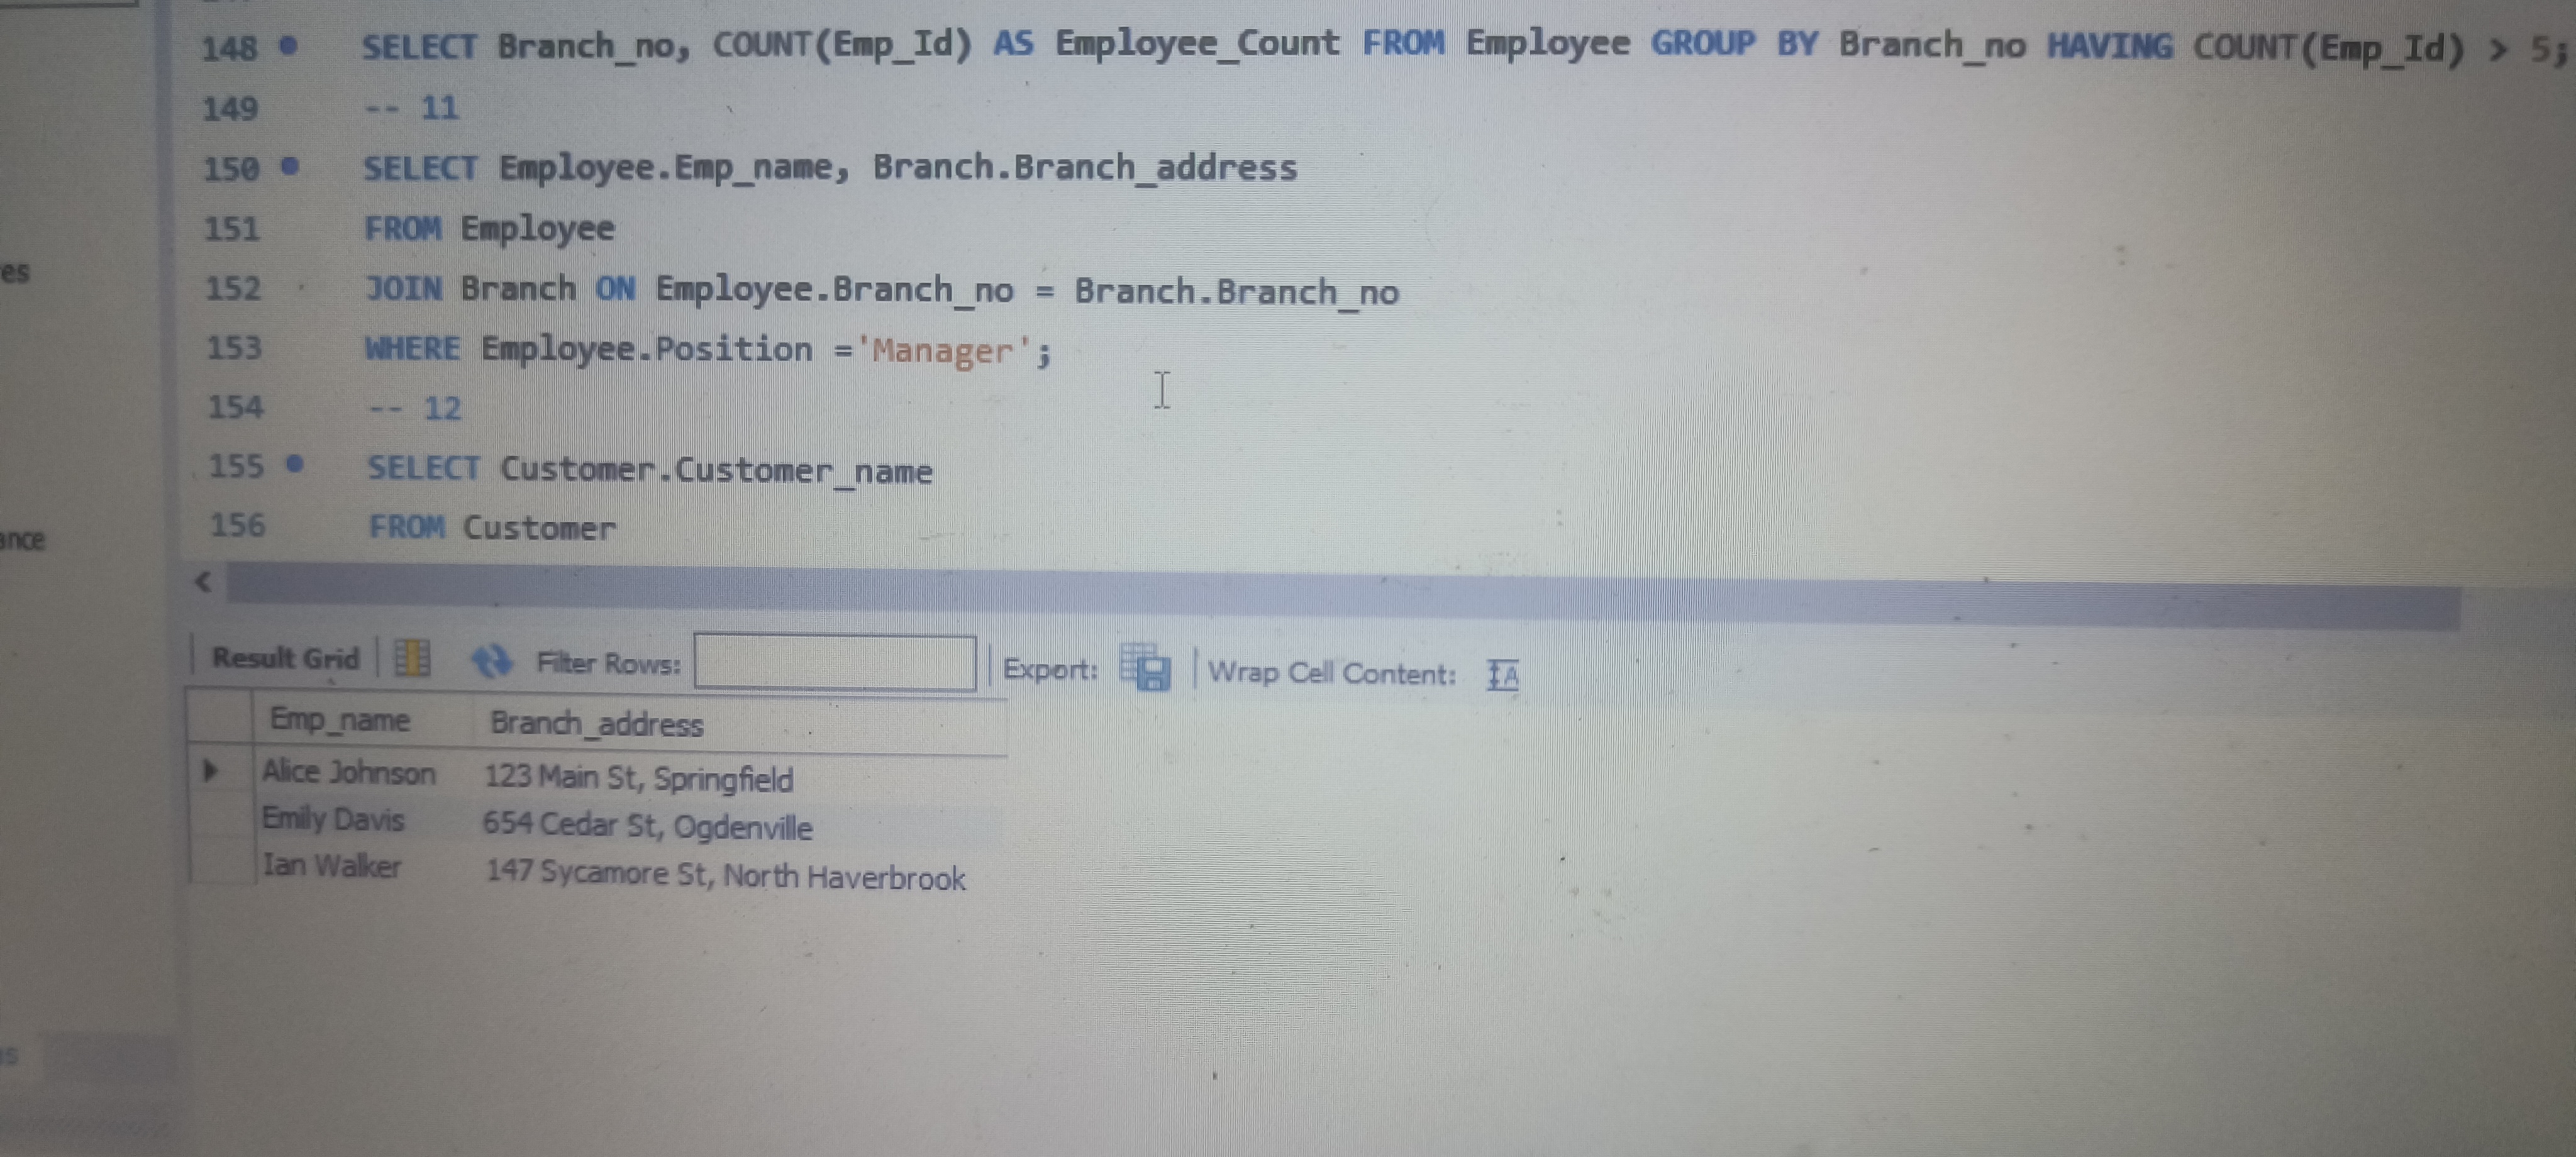 148 SELECT Branch_no, COUNT(Emp_Id) AS Employee_Count FROM Employee GROUP BY Branch_no HAVING COUNT(Emp_Id) > 5;
149 -- 11
150 SELECT Employee.Emp_name, Branch.Branch_address
151 FROM Employee
152 JOIN Branch ON Employee.Branch_no = Branch.Branch_no
153 WHERE Employee.Position ='Manager';
154 -- 12
155 SELECT Customer.Customer_name
156 FROM Customer
es
ance
Result Grid Filter Rows: Export: Wrap Cell Content: IA
Emp_name Branch_address
Alice Johnson 123 Main St, Springfield
Emily Davis 654 Cedar St, Ogdenville
Ian Walker 147 Sycamore St, North Haverbrook